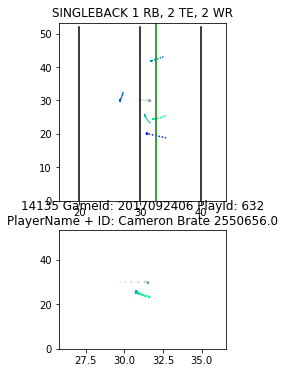 SINGLEBACK 1 RB, 2 TE, 2 WR
50
40
30
20
10
0
20 30 40
14135 GameId: 2017092406 PlayId: 632
PlayerName + ID: Cameron Brate 2550656.0
40
20
0
27.5 30.0 32.5 35.0